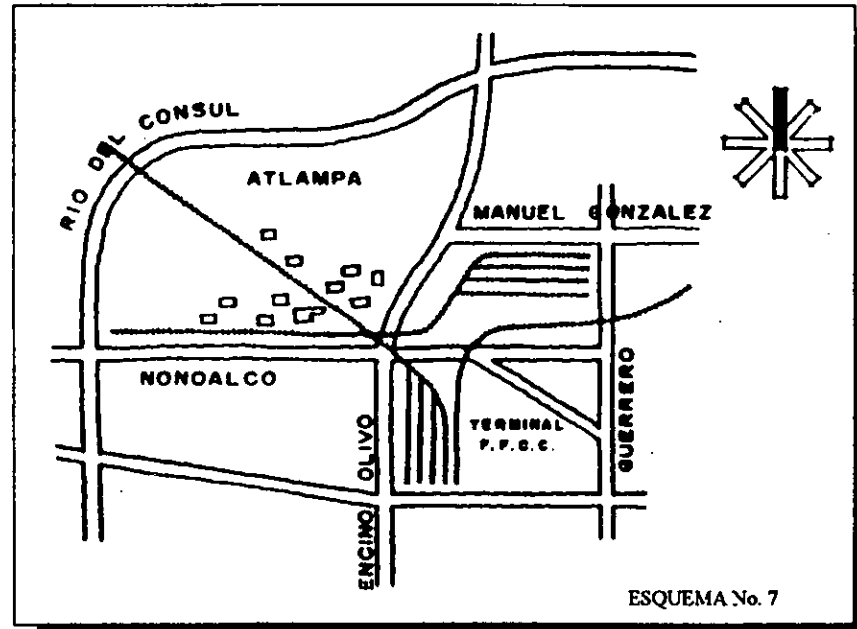 RIO DEL CONSUL
ATLAMPA
MANUEL GONZALEZ
NONOALCO
TERMINAL
F.F.C.C.
GUERRERO
ENCINO OLIVO
ESQUEMA No. 7